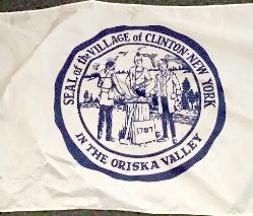 SEAL of the VILLAGE of CLINTON · NEW YORK
1787
IN THE ORISKA VALLEY